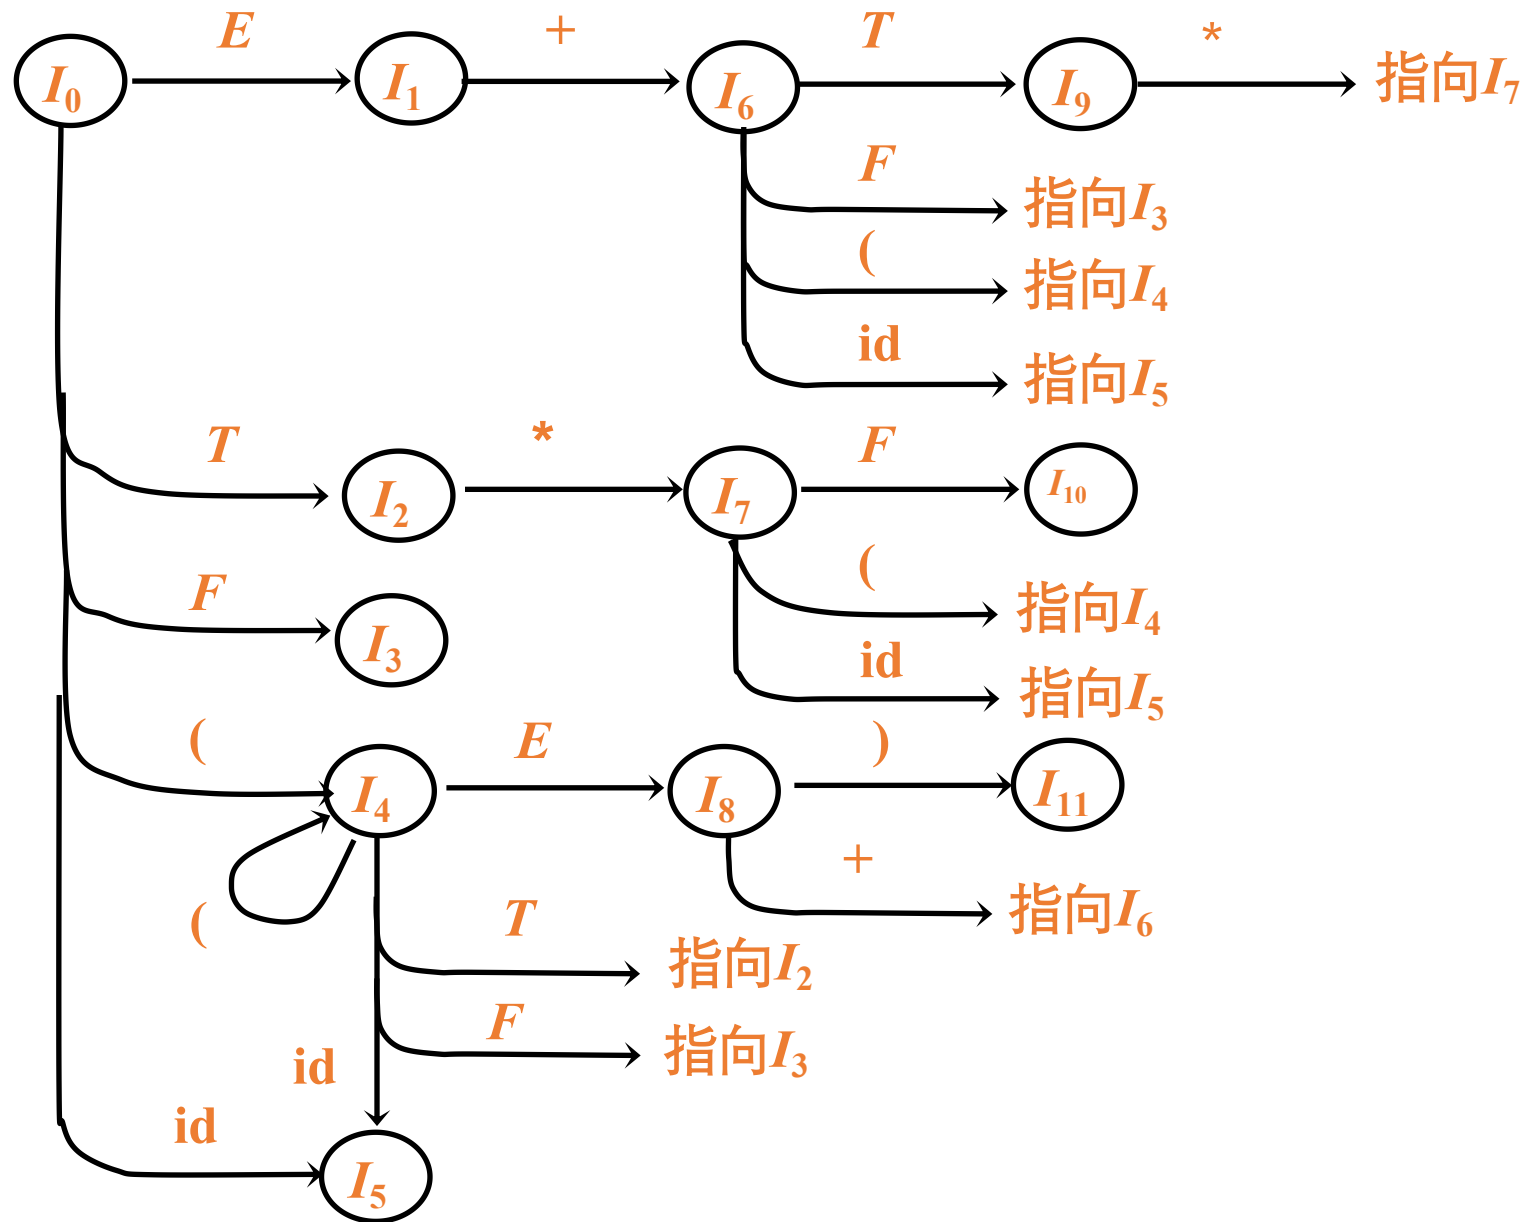 E + T *
I0 I1 I6 I9 指向I7
F
指向I3
(
指向I4
id
指向I5
T * F
I2 I7 I10
(
指向I4
F id
I3 指向I5
( E )
I4 I8 I11
+
( T 指向I6
指向I2
F
id 指向I3
id
I5